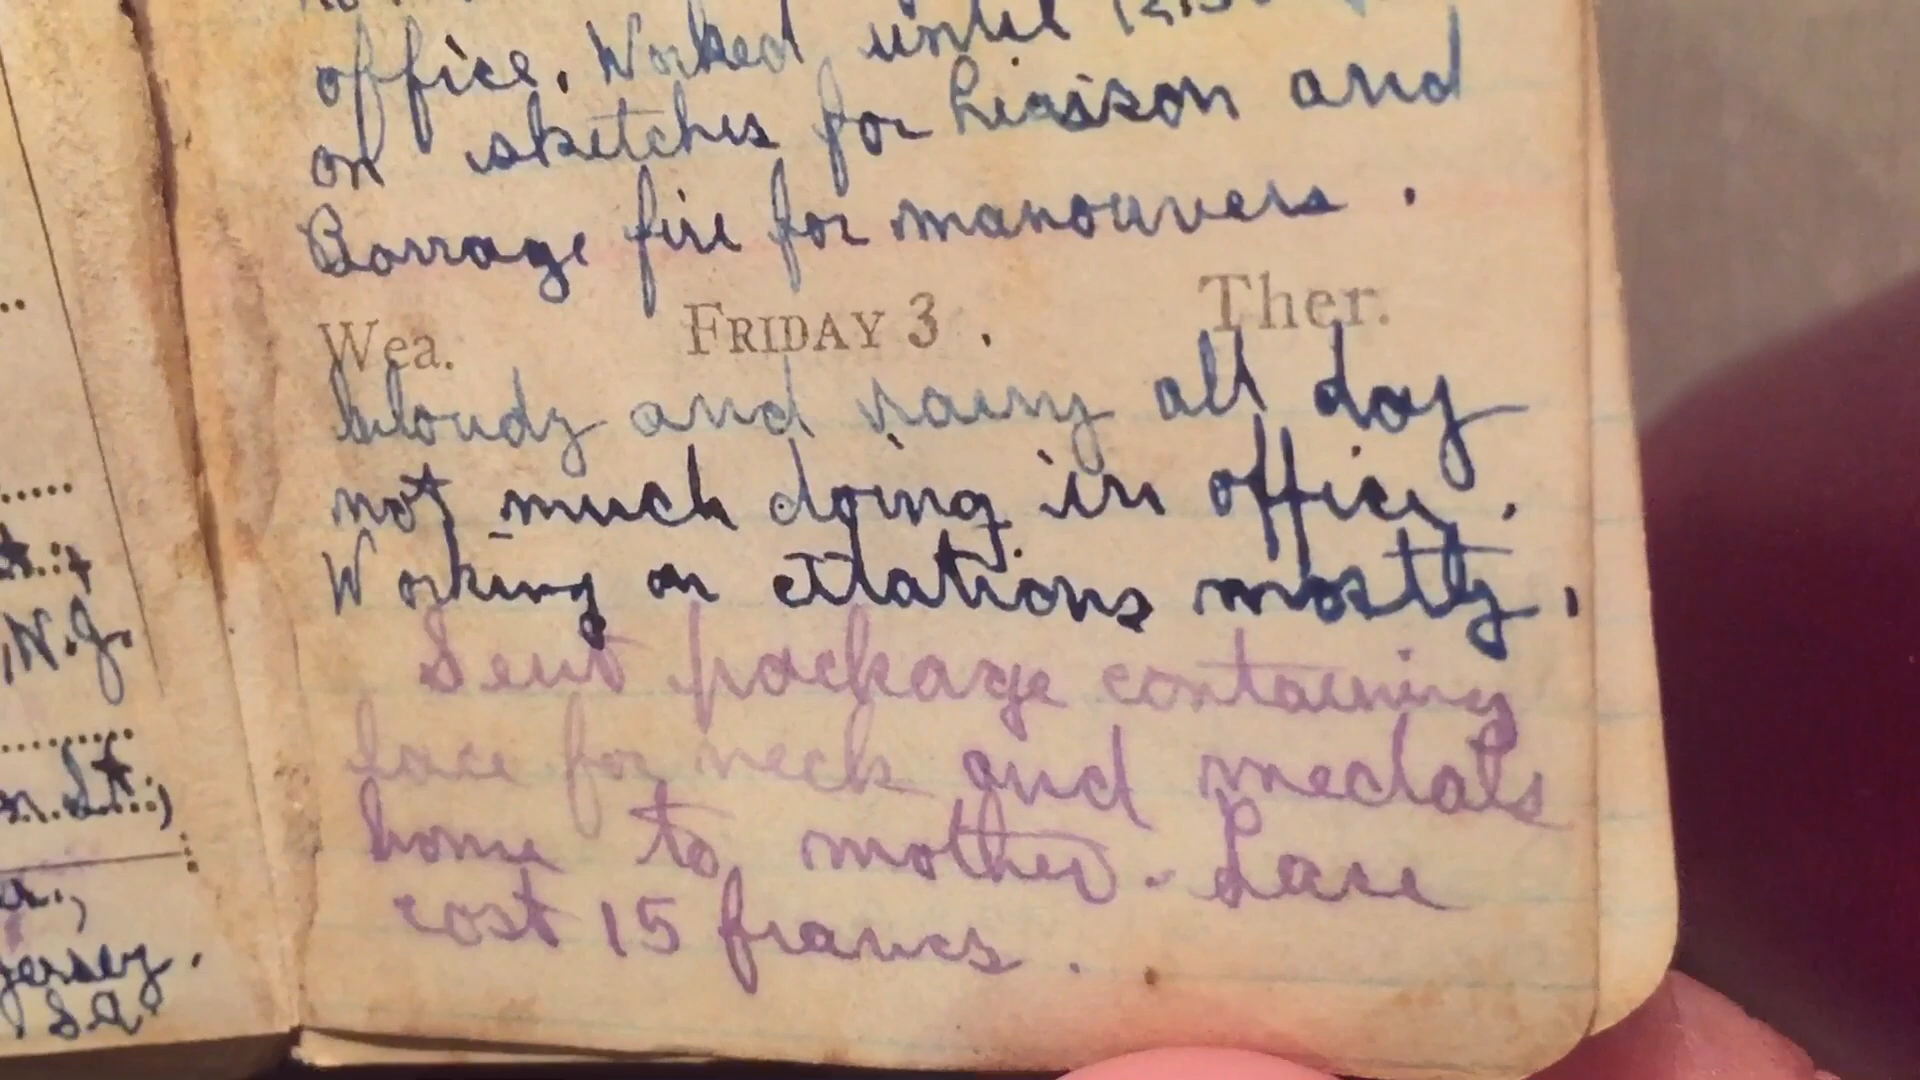 office. Worked until
on sketches for Liaison and
Barrage fire for manouvers.
Wea. FRIDAY 3. Ther.
Cloudy and rainy all day
not much doing in office.
Working on citations mostly.
Sent package containing
lace for neck and medals
home to mother. Lace
cost 15 francs.
N.J.
St.,
Jersey.